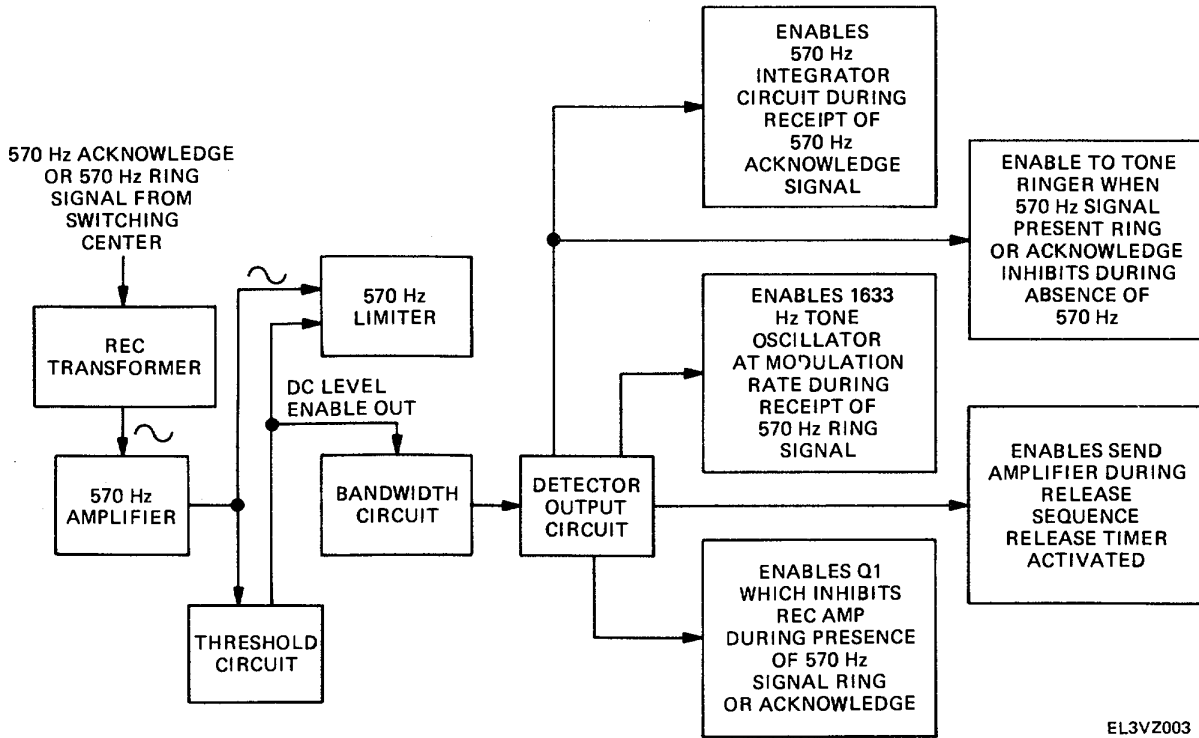 570 Hz ACKNOWLEDGE
OR 570 Hz RING
SIGNAL FROM
SWITCHING
CENTER
REC
TRANSFORMER
570 Hz
AMPLIFIER
THRESHOLD
CIRCUIT
570 Hz
LIMITER
DC LEVEL
ENABLE OUT
BANDWIDTH
CIRCUIT
DETECTOR
OUTPUT
CIRCUIT
ENABLES
570 Hz
INTEGRATOR
CIRCUIT DURING
RECEIPT OF
570 Hz
ACKNOWLEDGE
SIGNAL
ENABLE TO TONE
RINGER WHEN
570 Hz SIGNAL
PRESENT RING
OR ACKNOWLEDGE
INHIBITS DURING
ABSENCE OF
570 Hz
ENABLES 1633
Hz TONE
OSCILLATOR
AT MODULATION
RATE DURING
RECEIPT OF
570 Hz RING
SIGNAL
ENABLES SEND
AMPLIFIER DURING
RELEASE
SEQUENCE
RELEASE TIMER
ACTIVATED
ENABLES Q1
WHICH INHIBITS
REC AMP
DURING PRESENCE
OF 570 Hz
SIGNAL RING
OR ACKNOWLEDGE
EL3VZ003